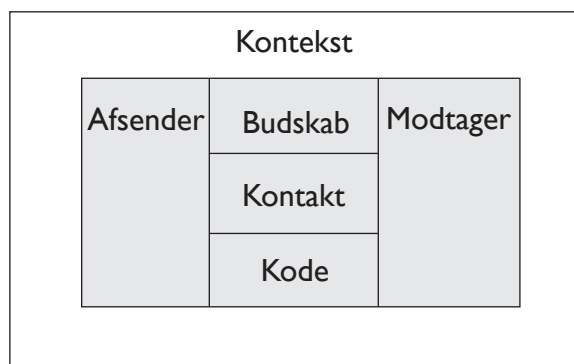 Kontekst
Afsender
Budskab
Modtager
Kontakt
Kode